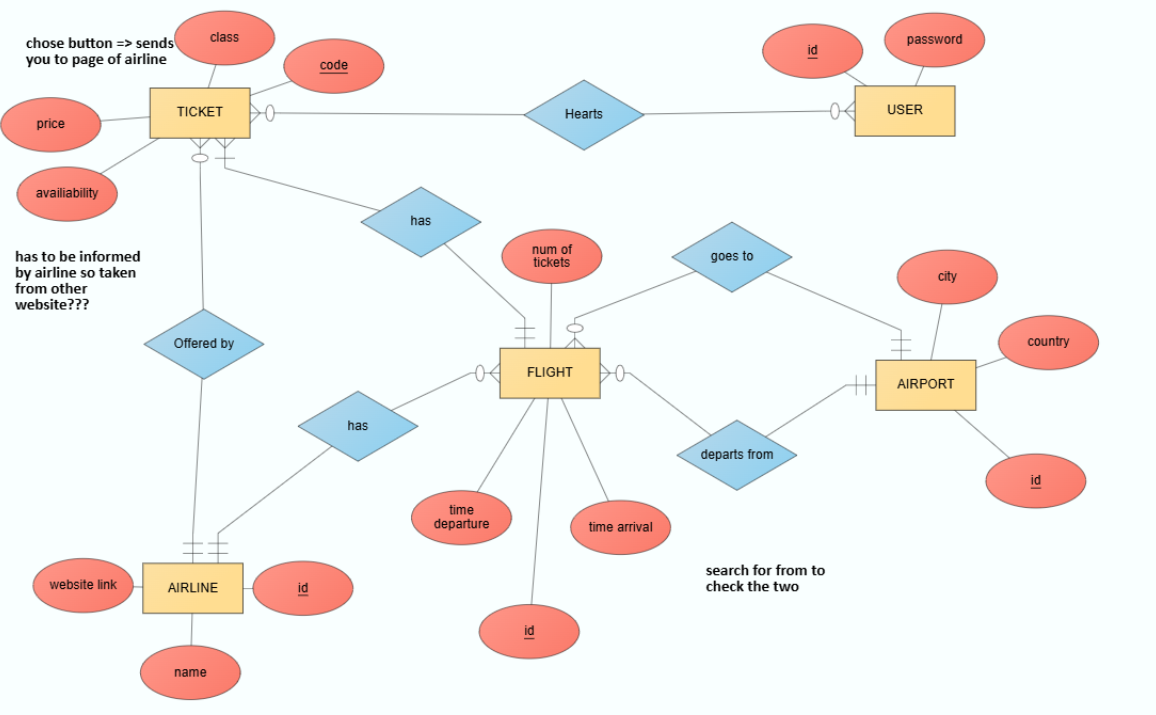 chose button => sends
you to page of airline
class
code
id
password
TICKET
Hearts
USER
price
availiability
has
num of
tickets
goes to
city
has to be informed
by airline so taken
from other
website???
Offered by
country
FLIGHT
AIRPORT
has
departs from
id
time
departure
time arrival
search for from to
check the two
website link
AIRLINE
id
id
name